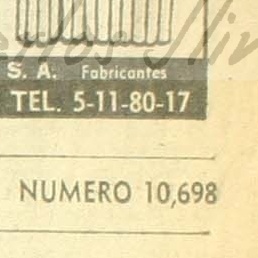 S. A. Fabricantes
TEL. 5-11-80-17
NUMERO 10,698